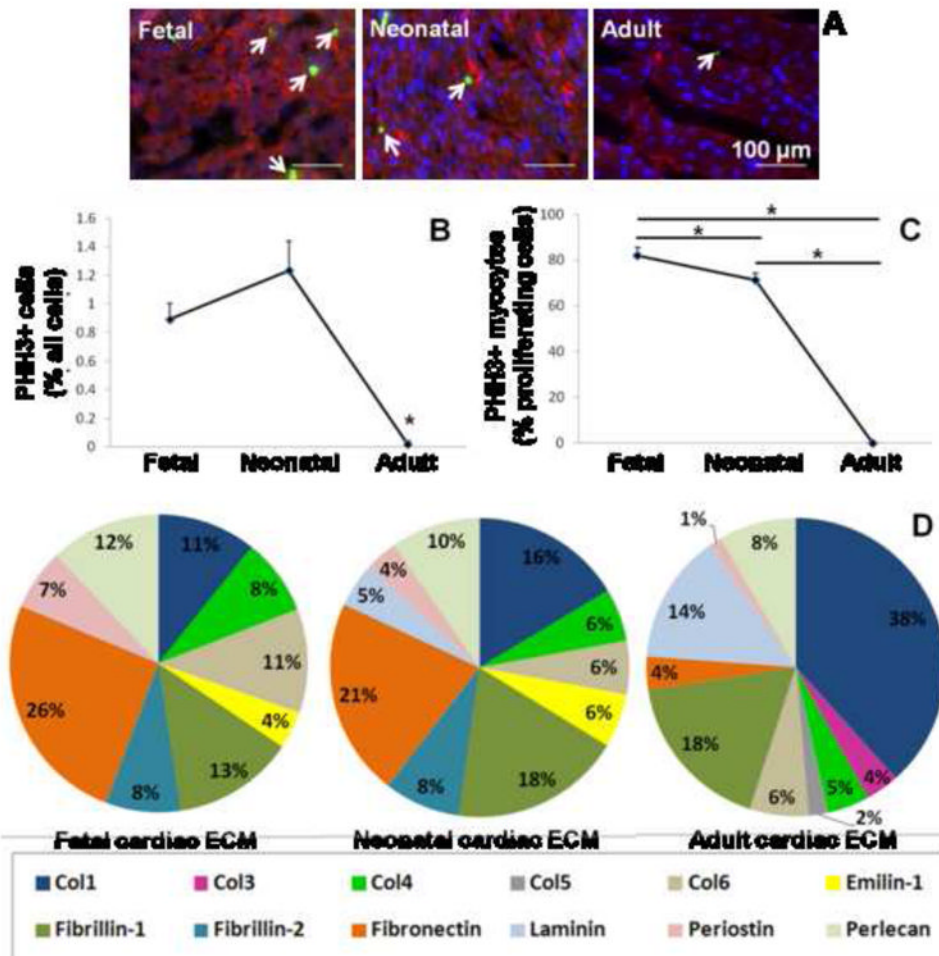 Fetal Neonatal Adult A
100 µm
B
PHH3+ cells
(% all cells)
1.6
1.4
1.2
1
0.8
0.6
0.4
0.2
0
*
Fetal Neonatal Adult
C
PHH3+ myocytes
(% proliferating cells)
100
80
60
40
20
0
*
* *
Fetal Neonatal Adult
D
12% 11% 8% 11% 4% 13% 8% 26% 7%
Fetal cardiac ECM
10% 16% 6% 6% 6% 18% 8% 21% 5% 4%
Neonatal cardiac ECM
1% 8% 38% 4% 5% 2% 6% 18% 4% 14%
Adult cardiac ECM
Col1 Col3 Col4 Col5 Col6 Emilin-1
Fibrillin-1 Fibrillin-2 Fibronectin Laminin Periostin Perlecan